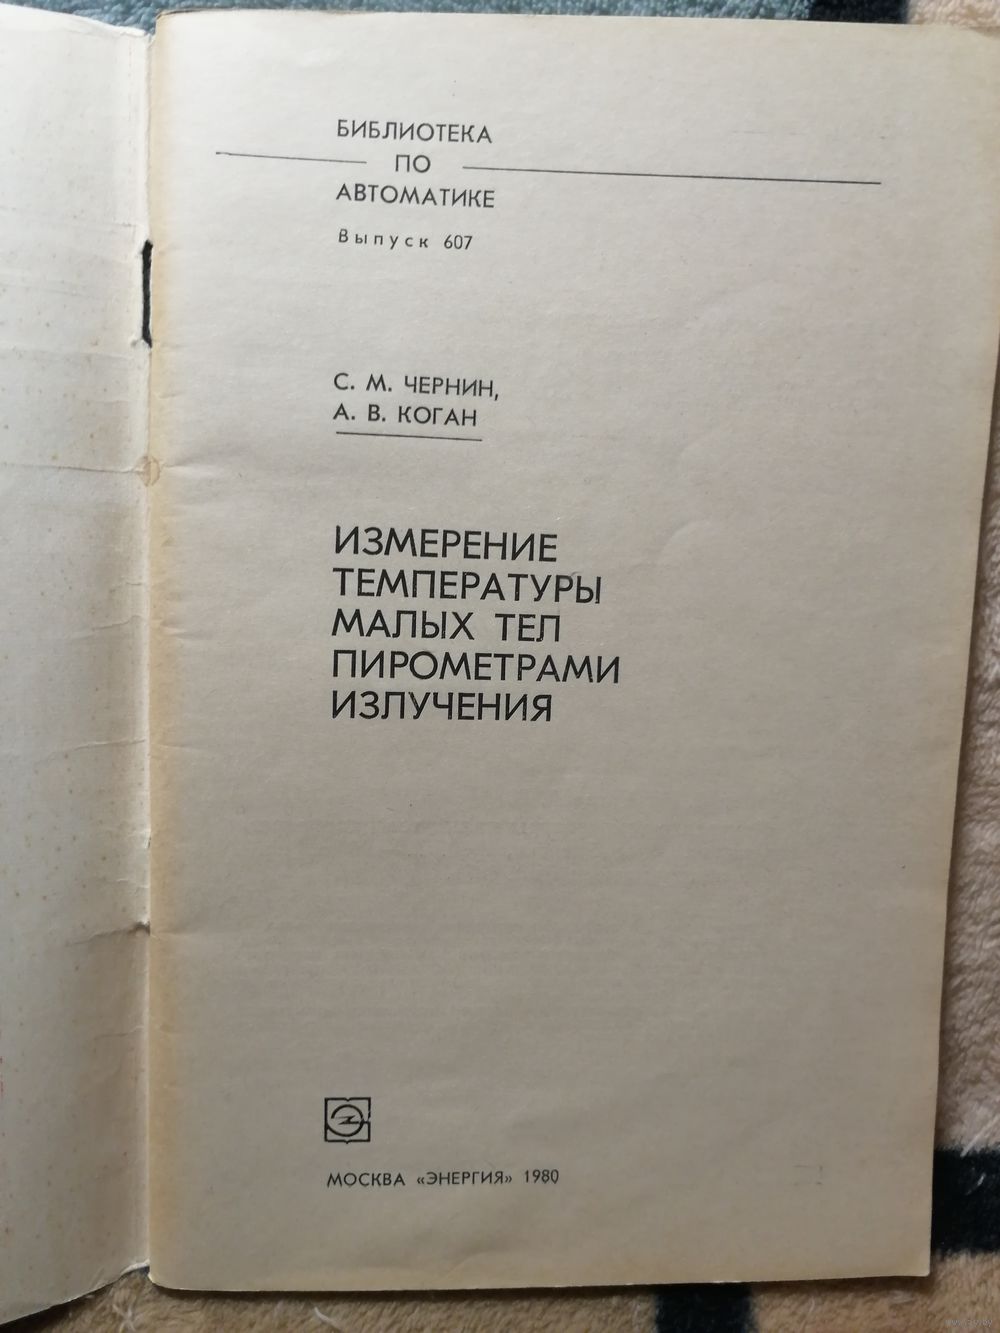 БИБЛИОТЕКА
ПО
АВТОМАТИКЕ
Выпуск 607
С. М. ЧЕРНИН,
А. В. КОГАН
ИЗМЕРЕНИЕ
ТЕМПЕРАТУРЫ
МАЛЫХ ТЕЛ
ПИРОМЕТРАМИ
ИЗЛУЧЕНИЯ
МОСКВА «ЭНЕРГИЯ» 1980